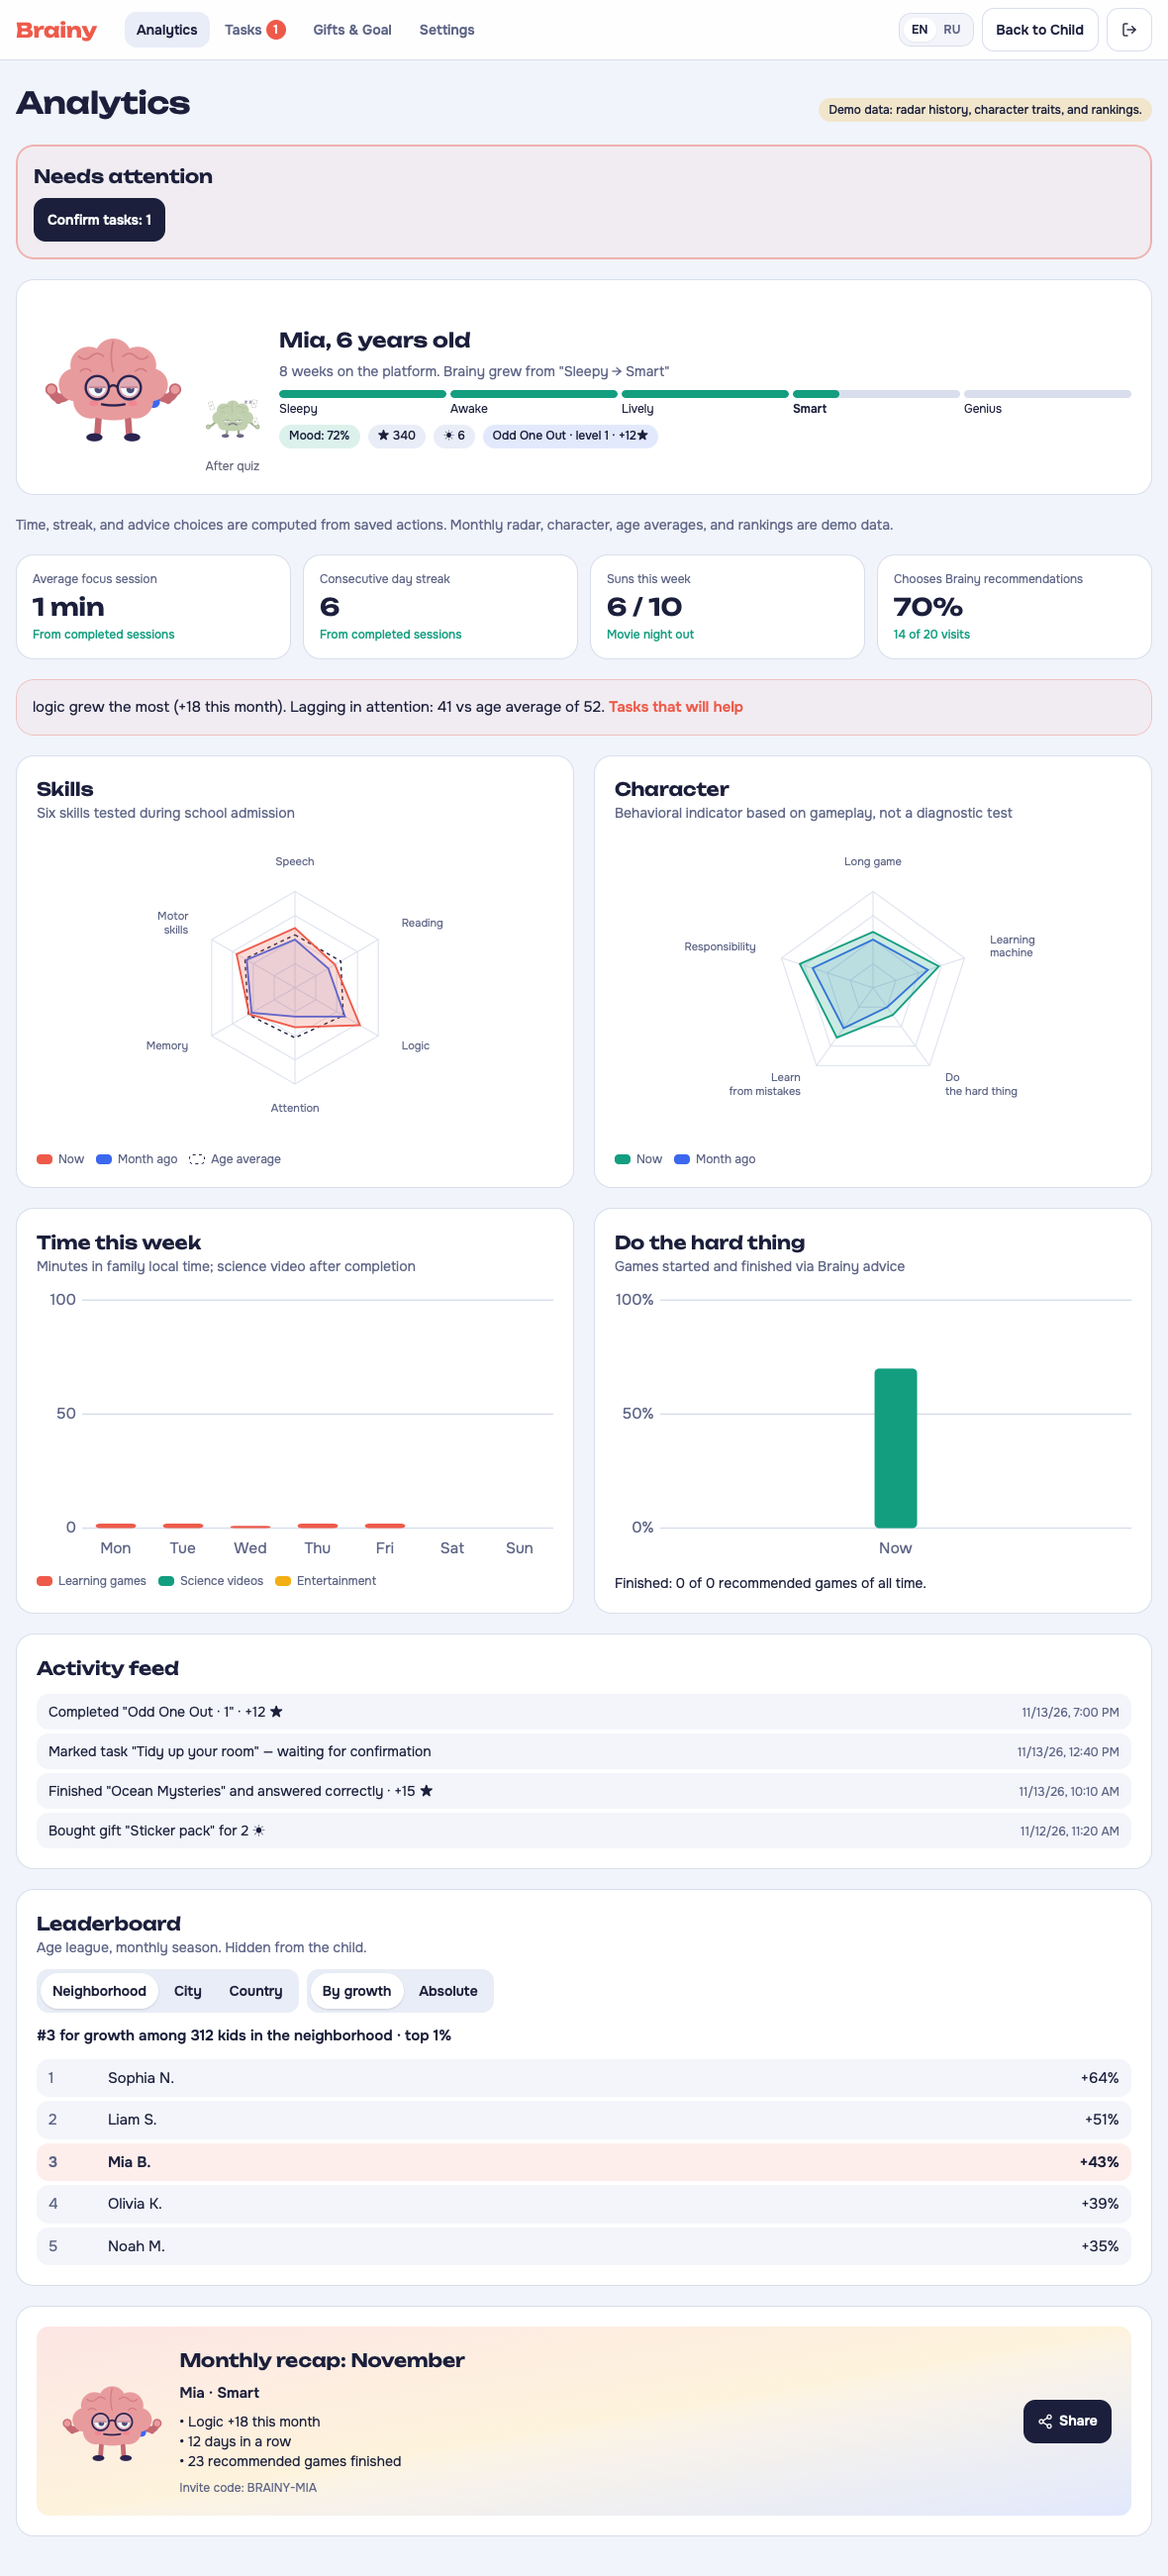 Brainy
Analytics
Tasks 1
Gifts & Goal
Settings
EN RU
Back to Child
Analytics
Demo data: radar history, character traits, and rankings.
Needs attention
Confirm tasks: 1
Mia, 6 years old
8 weeks on the platform. Brainy grew from "Sleepy → Smart"
Sleepy Awake Lively Smart Genius
Mood: 72% ★ 340 ☀ 6 Odd One Out · level 1 · +12★
After quiz
Time, streak, and advice choices are computed from saved actions. Monthly radar, character, age averages, and rankings are demo data.
Average focus session
1 min
From completed sessions
Consecutive day streak
6
From completed sessions
Suns this week
6 / 10
Movie night out
Chooses Brainy recommendations
70%
14 of 20 visits
logic grew the most (+18 this month). Lagging in attention: 41 vs age average of 52. Tasks that will help
Skills
Six skills tested during school admission
Speech
Reading
Logic
Attention
Memory
Motor
skills
Now Month ago Age average
Character
Behavioral indicator based on gameplay, not a diagnostic test
Long game
Learning
machine
Do
the hard thing
Learn
from mistakes
Responsibility
Now Month ago
Time this week
Minutes in family local time; science video after completion
100
50
0
Mon Tue Wed Thu Fri Sat Sun
Learning games Science videos Entertainment
Do the hard thing
Games started and finished via Brainy advice
100%
50%
0%
Now
Finished: 0 of 0 recommended games of all time.
Activity feed
Completed "Odd One Out · 1" · +12 ★ 11/13/26, 7:00 PM
Marked task "Tidy up your room" — waiting for confirmation 11/13/26, 12:40 PM
Finished "Ocean Mysteries" and answered correctly · +15 ★ 11/13/26, 10:10 AM
Bought gift "Sticker pack" for 2 ☀ 11/12/26, 11:20 AM
Leaderboard
Age league, monthly season. Hidden from the child.
Neighborhood City Country By growth Absolute
#3 for growth among 312 kids in the neighborhood · top 1%
1 Sophia N. +64%
2 Liam S. +51%
3 Mia B. +43%
4 Olivia K. +39%
5 Noah M. +35%
Monthly recap: November
Mia · Smart
• Logic +18 this month
• 12 days in a row
• 23 recommended games finished
Invite code: BRAINY-MIA
Share